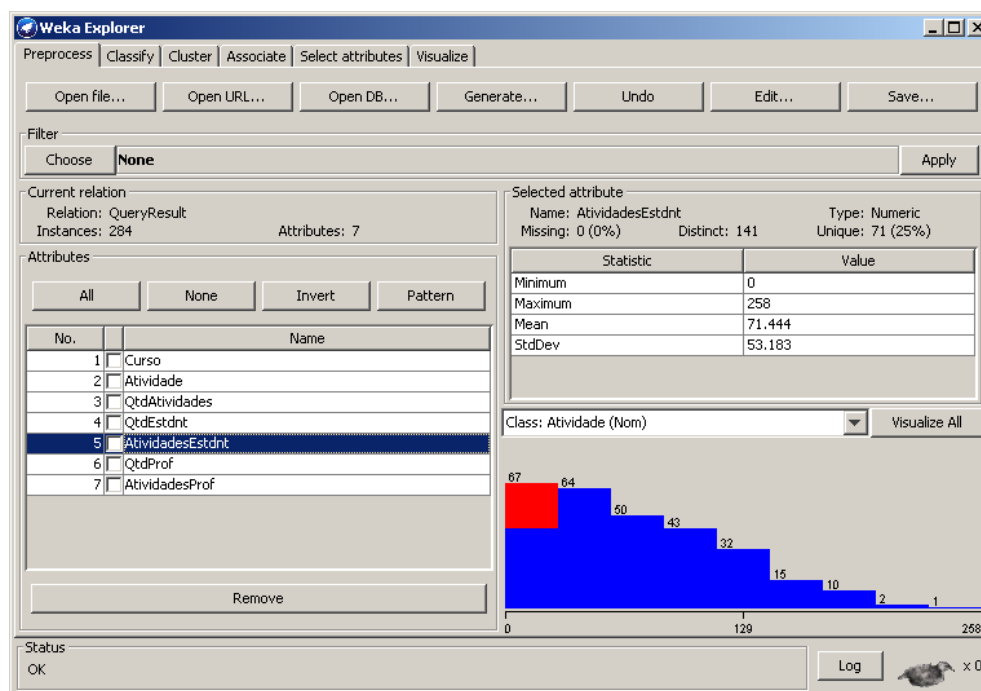 Weka Explorer
Preprocess Classify Cluster Associate Select attributes Visualize
Open file... Open URL... Open DB... Generate... Undo Edit... Save...
Filter
Choose None Apply
Current relation
Relation: QueryResult
Instances: 284 Attributes: 7
Attributes
All None Invert Pattern
No. Name
1 Curso
2 Atividade
3 QtdAtividades
4 QtdEstdnt
5 AtividadesEstdnt
6 QtdProf
7 AtividadesProf
Remove
Selected attribute
Name: AtividadesEstdnt Type: Numeric
Missing: 0 (0%) Distinct: 141 Unique: 71 (25%)
Statistic Value
Minimum 0
Maximum 258
Mean 71.444
StdDev 53.183
Class: Atividade (Nom) Visualize All
67 64 50 43 32 15 10 2 1
0 129 258
Status
OK
Log x 0